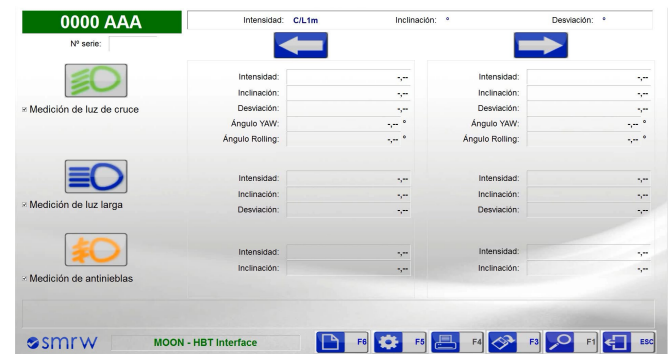 0000 AAA Intensidad: C/L1m Inclinación: º Desviación: º
Nº serie:
Intensidad: -,-- Intensidad: -,--
Inclinación: -,-- Inclinación: -,--
Medición de luz de cruce Desviación: -,-- Desviación: -,--
Ángulo YAW: -,-- º Ángulo YAW: -,-- º
Ángulo Rolling: -,-- º Ángulo Rolling: -,-- º
Intensidad: -,-- Intensidad: -,--
Inclinación: -,-- Inclinación: -,--
Medición de luz larga Desviación: -,-- Desviación: -,--
Intensidad: -,-- Intensidad: -,--
Inclinación: -,-- Inclinación: -,--
Medición de antinieblas
smrw MOON - HBT Interface F6 F5 F4 F3 F1 ESC